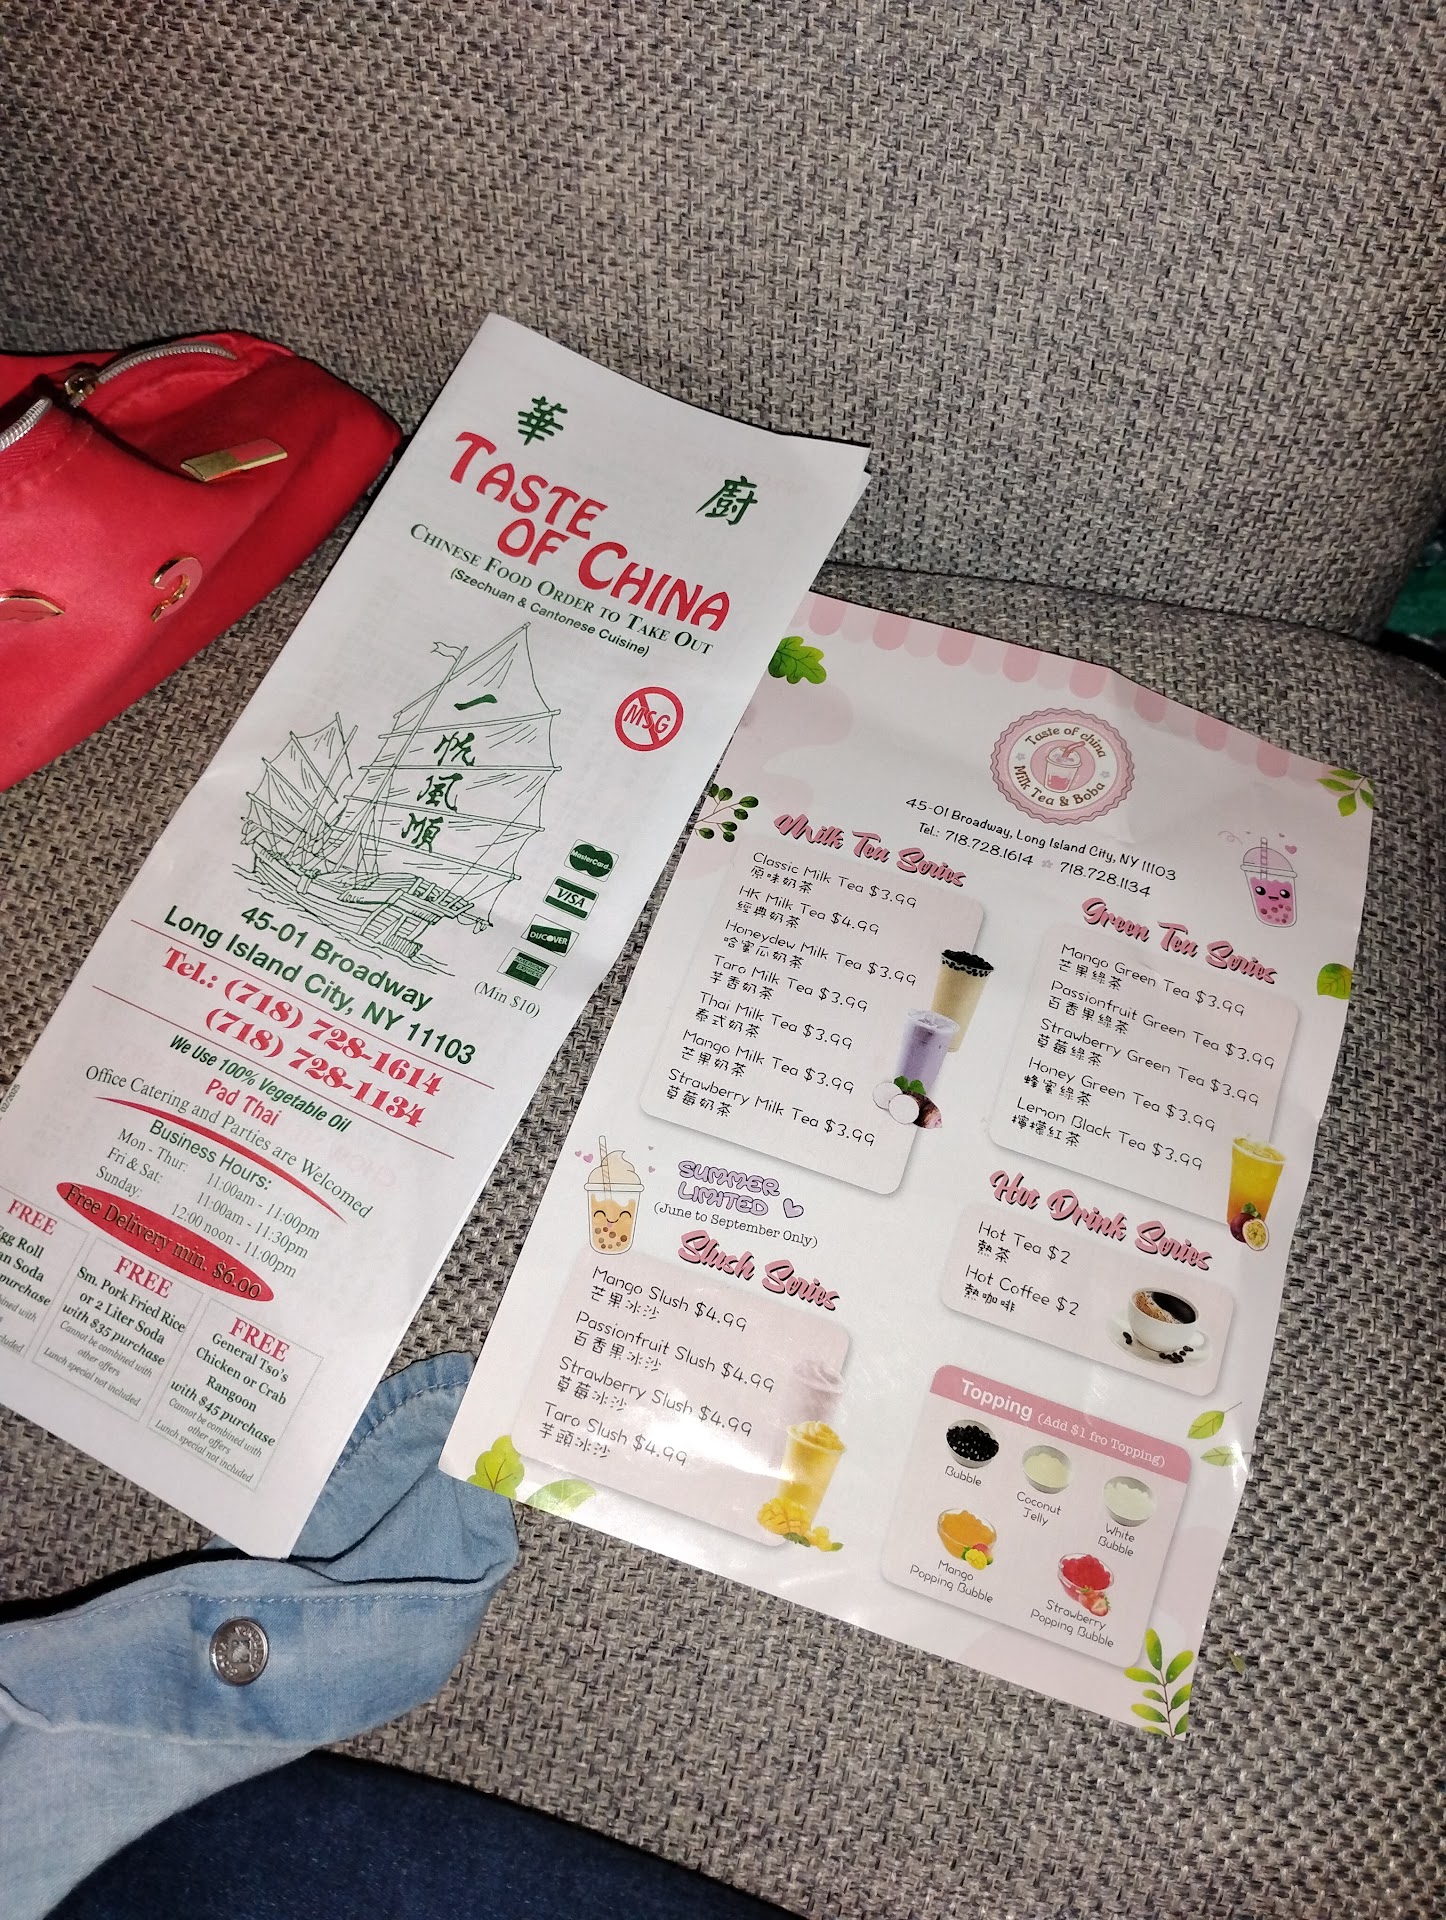 華
廚
TASTE
OF CHINA
CHINESE FOOD ORDER TO TAKE OUT
(Szechuan & Cantonese Cuisine)
MSG
一
帆
風
順
MasterCard
VISA
DISCOVER
AMERICAN EXPRESS
(Min $10)
45-01 Broadway
Long Island City, NY 11103
Tel.: (718) 728-1614
(718) 728-1134
We Use 100% Vegetable Oil
Pad Thai
Office Catering and Parties are Welcomed
Business Hours:
Mon - Thur: 11:00am - 11:00pm
Fri & Sat: 11:00am - 11:30pm
Sunday: 12:00 noon - 11:00pm
Free Delivery min. $6.00
FREE
Egg Roll
Soda
purchase
with
FREE
Sm. Pork Fried Rice
or 2 Liter Soda
with $35 purchase
Cannot be combined with
other offers
Lunch special not included
FREE
General Tso's
Chicken or Crab
Rangoon
with $45 purchase
Cannot be combined with
other offers
Lunch special not included
Taste of china
Milk Tea & Boba
45-01 Broadway, Long Island City, NY 11103
Tel.: 718.728.1614 718.728.1134
Milk Tea Series
Classic Milk Tea $3.99
原味奶茶
HK Milk Tea $4.99
經典奶茶
Honeydew Milk Tea $3.99
哈蜜瓜奶茶
Taro Milk Tea $3.99
芋香奶茶
Thai Milk Tea $3.99
泰式奶茶
Mango Milk Tea $3.99
芒果奶茶
Strawberry Milk Tea $3.99
草莓奶茶
Green Tea Series
Mango Green Tea $3.99
芒果綠茶
Passionfruit Green Tea $3.99
百香果綠茶
Strawberry Green Tea $3.99
草莓綠茶
Honey Green Tea $3.99
蜂蜜綠茶
Lemon Black Tea $3.99
檸檬紅茶
SUMMER
LIMITED
(June to September Only)
Slush Series
Mango Slush $4.99
芒果冰沙
Passionfruit Slush $4.99
百香果冰沙
Strawberry Slush $4.99
草莓冰沙
Taro Slush $4.99
芋頭冰沙
Hot Drink Series
Hot Tea $2
熱茶
Hot Coffee $2
熱咖啡
Topping (Add $1 fro Topping)
Bubble
Coconut
Jelly
White
Bubble
Mango
Popping Bubble
Strawberry
Popping Bubble